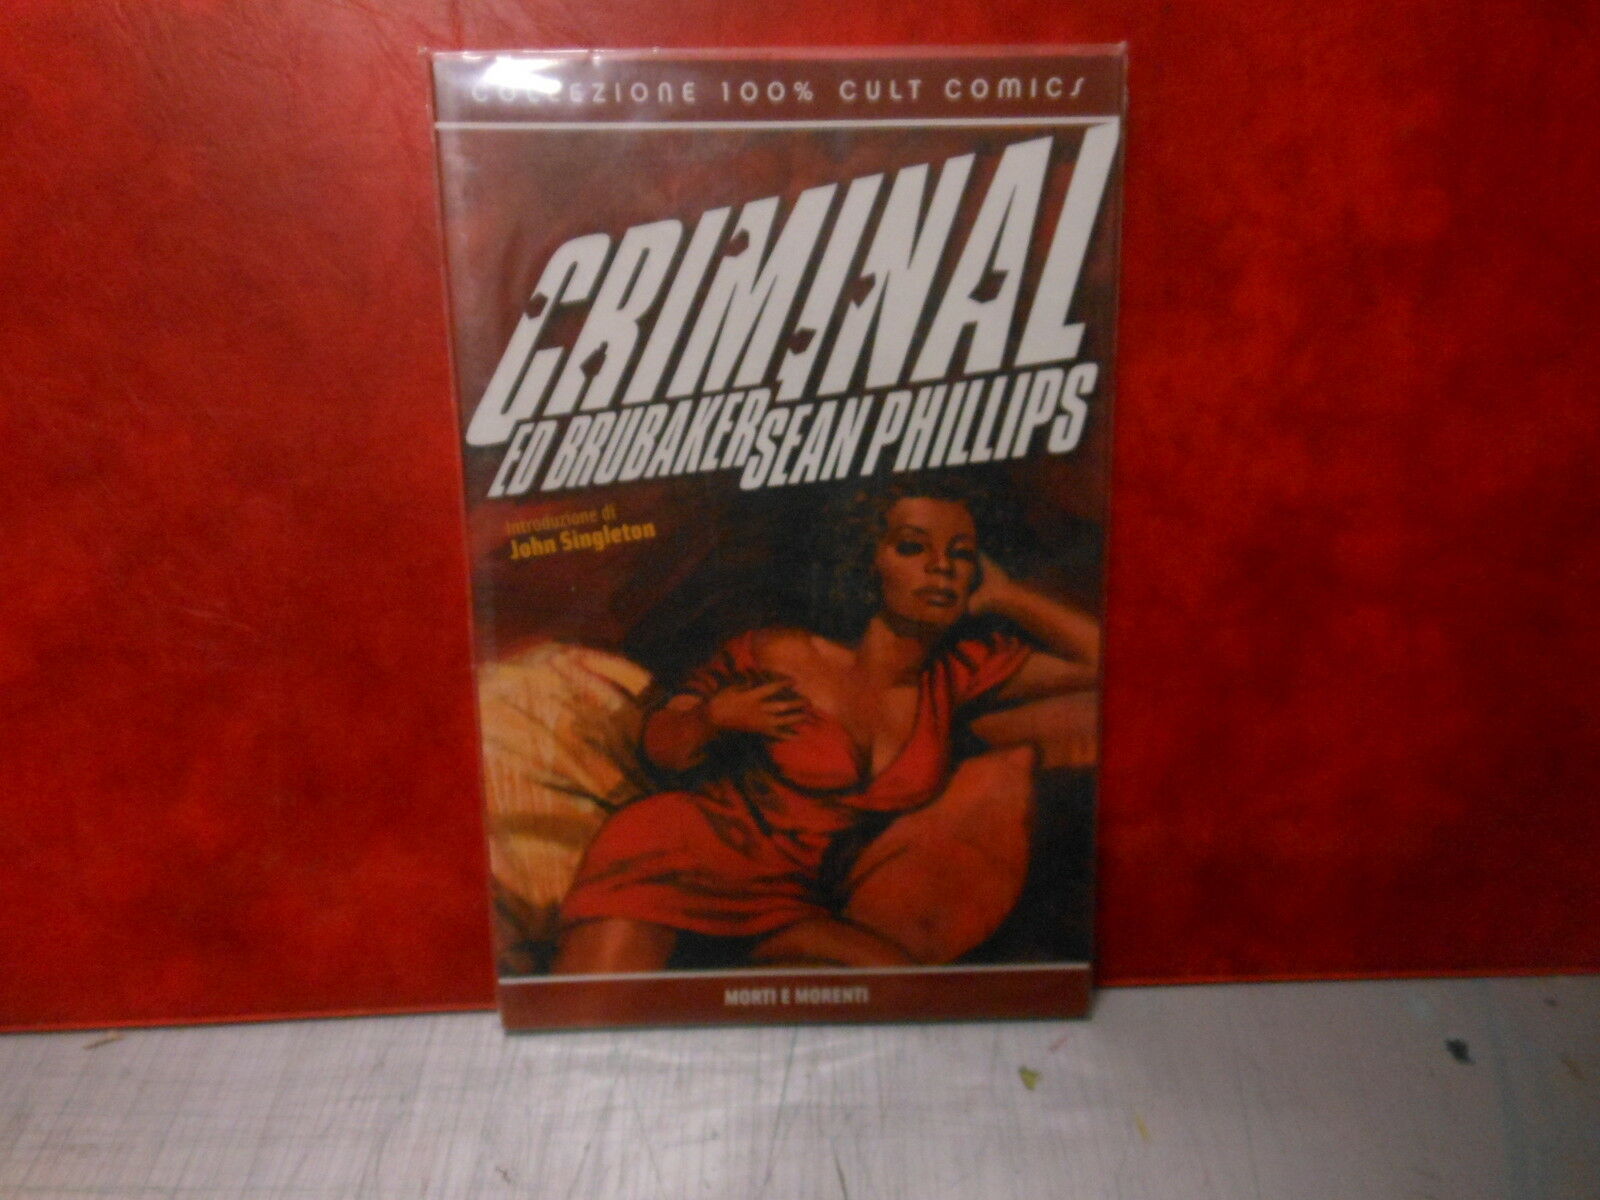 COLLEZIONE 100% CULT COMICS
CRIMINAL
ED BRUBAKER SEAN PHILLIPS
Introduzione di
John Singleton
MORTI E MORENTI